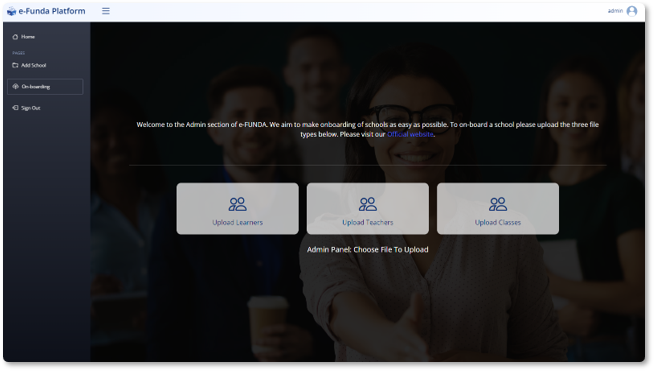 e-Funda Platform
admin
Home
PAGES
Add School
On-boarding
Sign Out
Welcome to the Admin section of e-FUNDA. We aim to make onboarding of schools as easy as possible. To on-board a school please upload the three file
types below. Please visit our Official website.
Upload Learners
Upload Teachers
Upload Classes
Admin Panel: Choose File To Upload